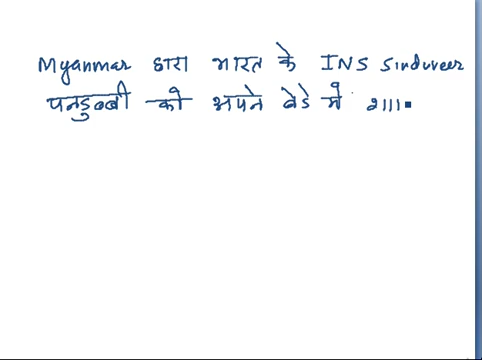 Myanmar द्वारा भारत के INS Sinduveer
पनडुब्बी को अपने बेडे में